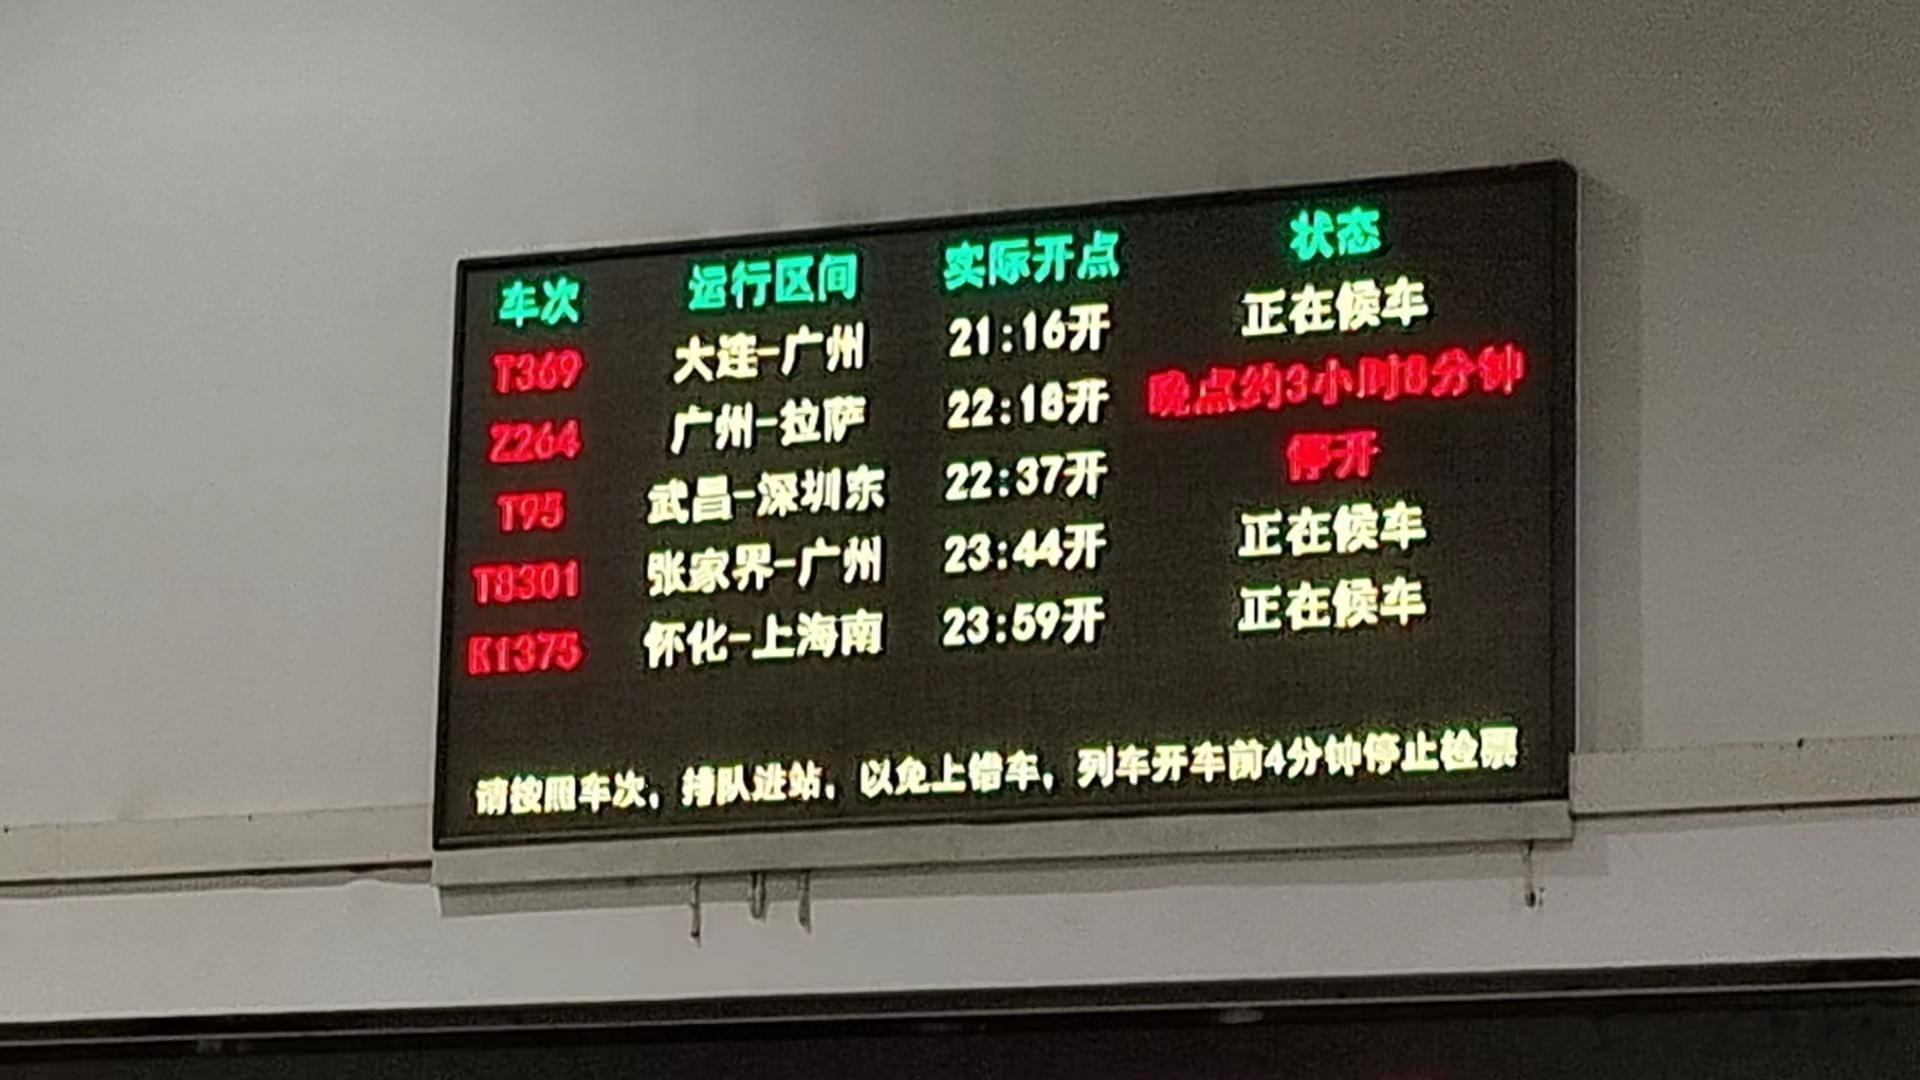 车次 运行区间 实际开点 状态
T369 大连-广州 21:16开 正在候车
Z264 广州-拉萨 22:18开 晚点约3小时8分钟
T95 武昌-深圳东 22:37开 停开
T8301 张家界-广州 23:44开 正在候车
K1375 怀化-上海南 23:59开 正在候车
请按照车次，排队进站，以免上错车，列车开车前4分钟停止检票